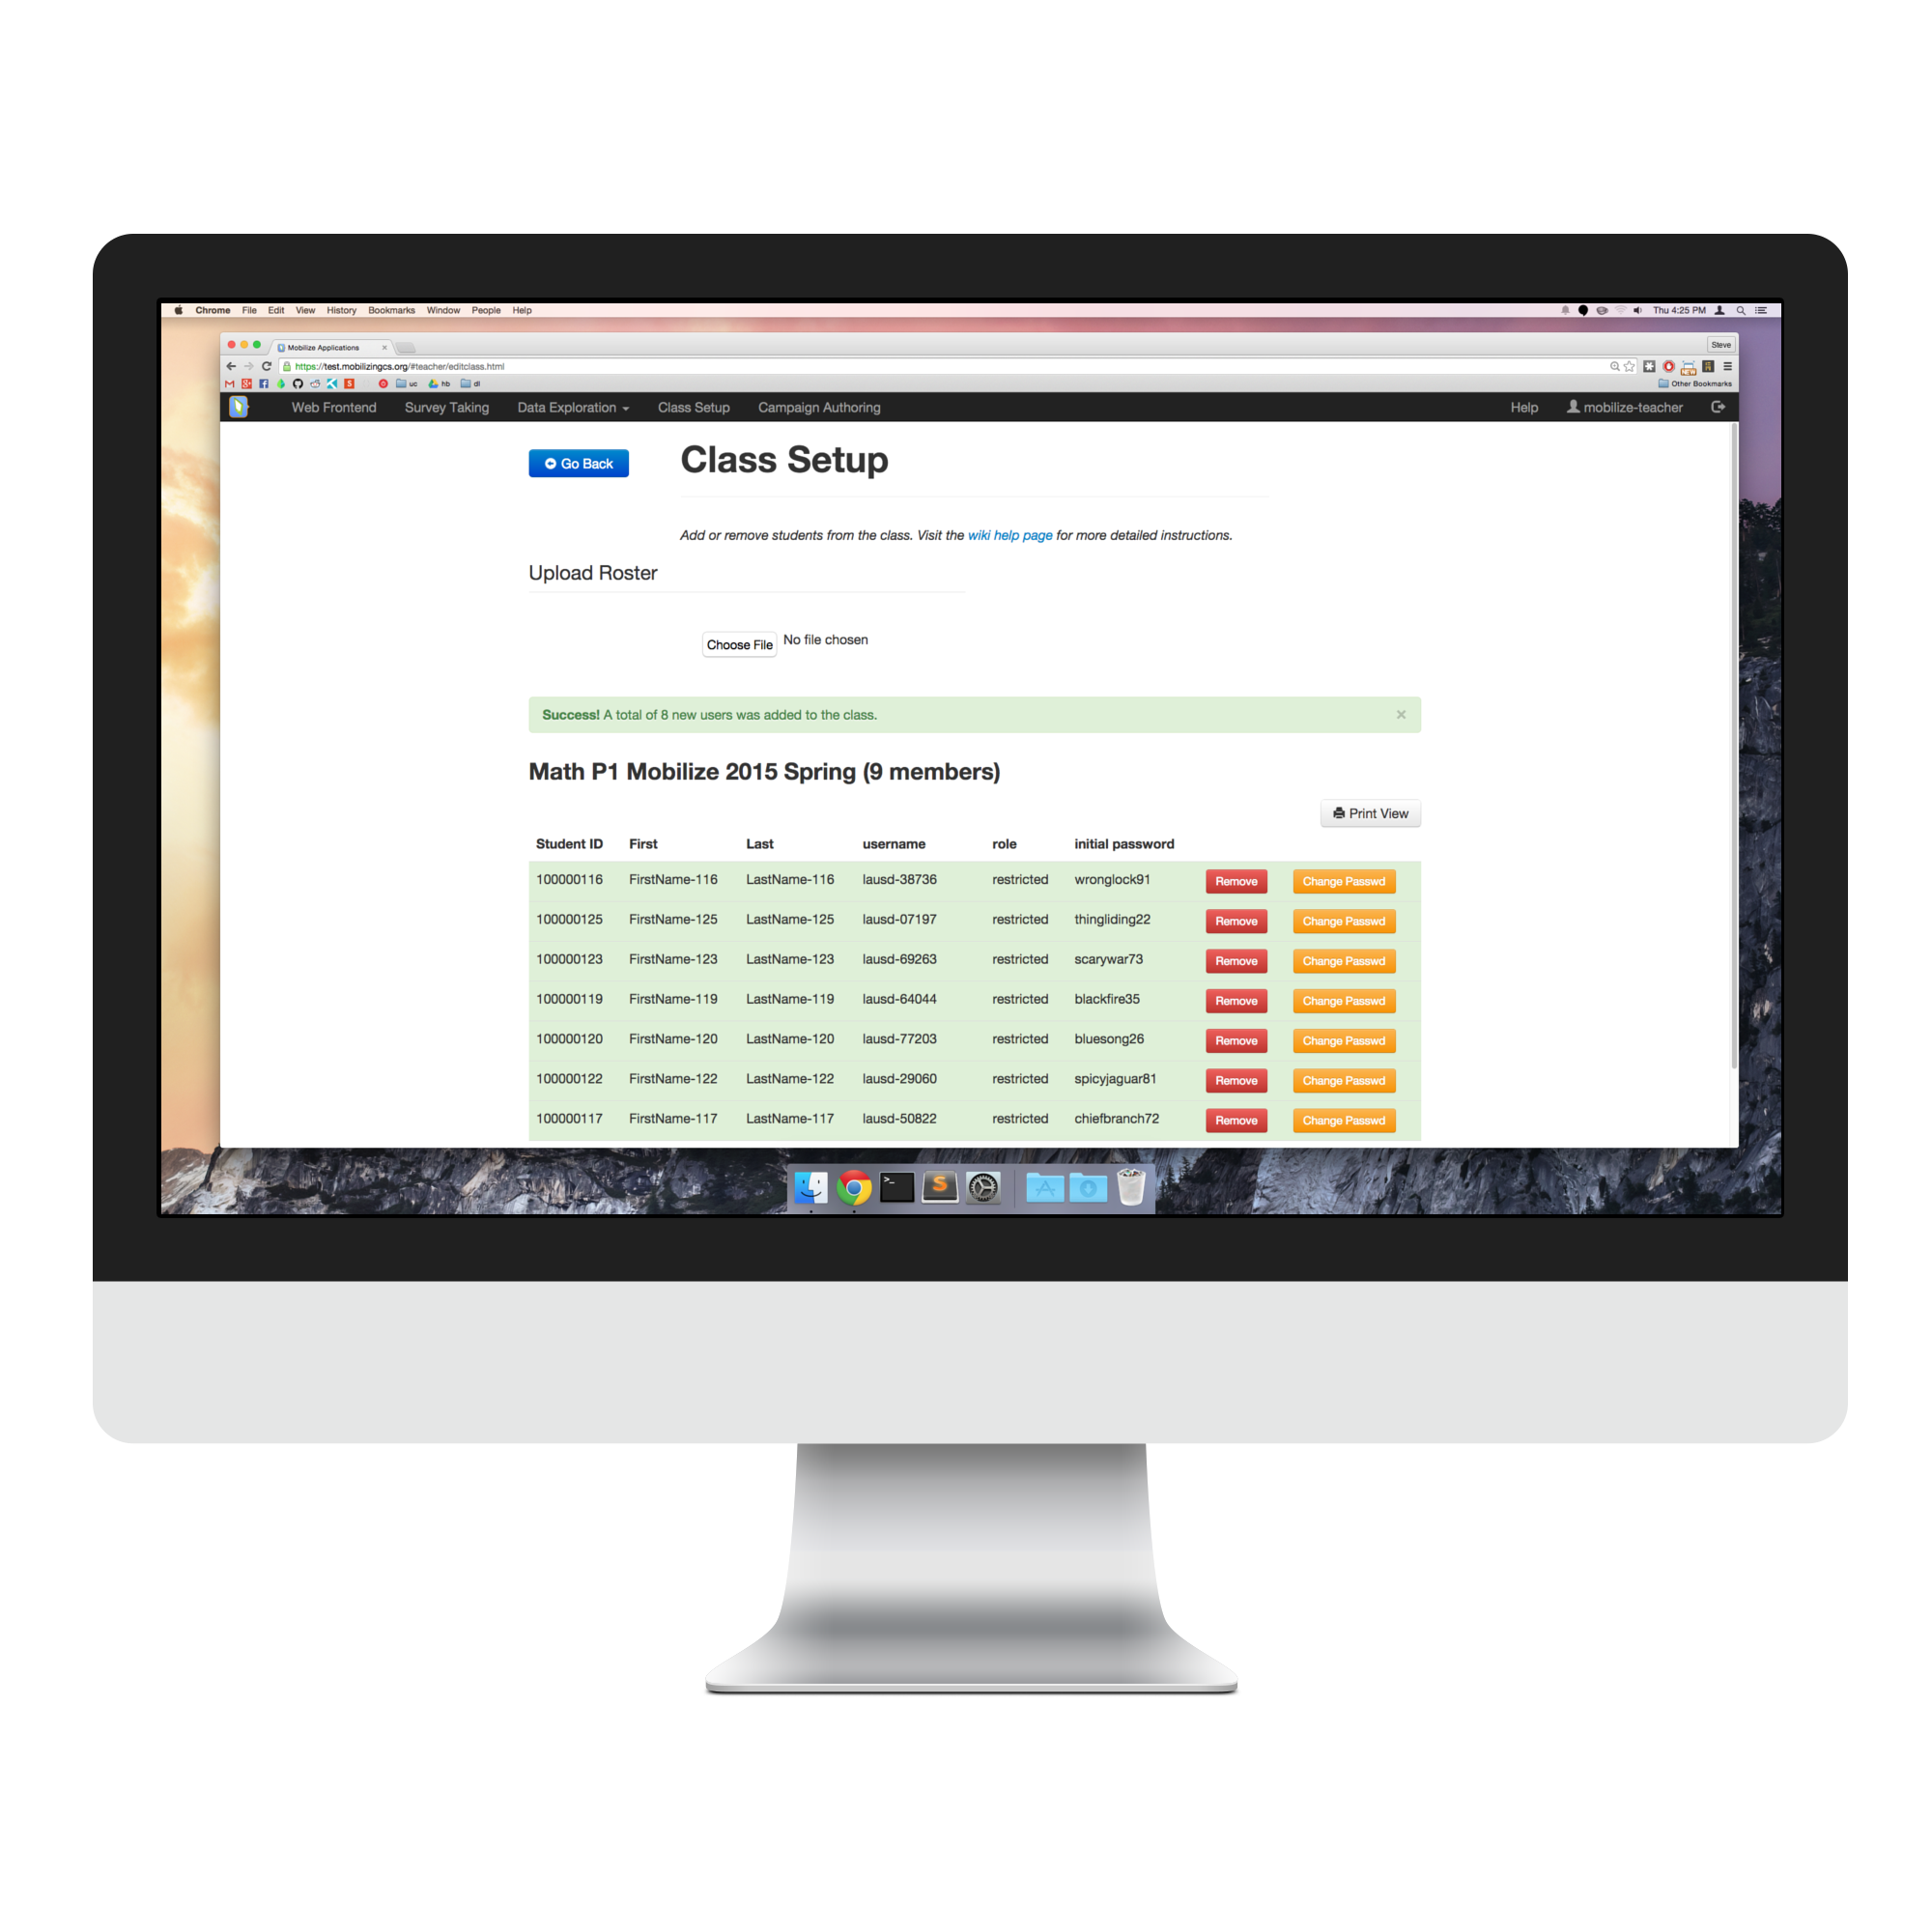 Chrome File Edit View History Bookmarks Window People Help Thu 4:25 PM
Mobilize Applications Steve
https://test.mobilizingcs.org/#teacher/editclass.html
uc hb dl
Other Bookmarks
Web Frontend Survey Taking Data Exploration Class Setup Campaign Authoring Help mobilize-teacher
Go Back Class Setup
Add or remove students from the class. Visit the wiki help page for more detailed instructions.
Upload Roster
Choose File No file chosen
Success! A total of 8 new users was added to the class. ×
Math P1 Mobilize 2015 Spring (9 members)
Print View
Student ID First Last username role initial password
100000116 FirstName-116 LastName-116 lausd-38736 restricted wronglock91 Remove Change Passwd
100000125 FirstName-125 LastName-125 lausd-07197 restricted thingliding22 Remove Change Passwd
100000123 FirstName-123 LastName-123 lausd-69263 restricted scarywar73 Remove Change Passwd
100000119 FirstName-119 LastName-119 lausd-64044 restricted blackfire35 Remove Change Passwd
100000120 FirstName-120 LastName-120 lausd-77203 restricted bluesong26 Remove Change Passwd
100000122 FirstName-122 LastName-122 lausd-29060 restricted spicyjaguar81 Remove Change Passwd
100000117 FirstName-117 LastName-117 lausd-50822 restricted chiefbranch72 Remove Change Passwd